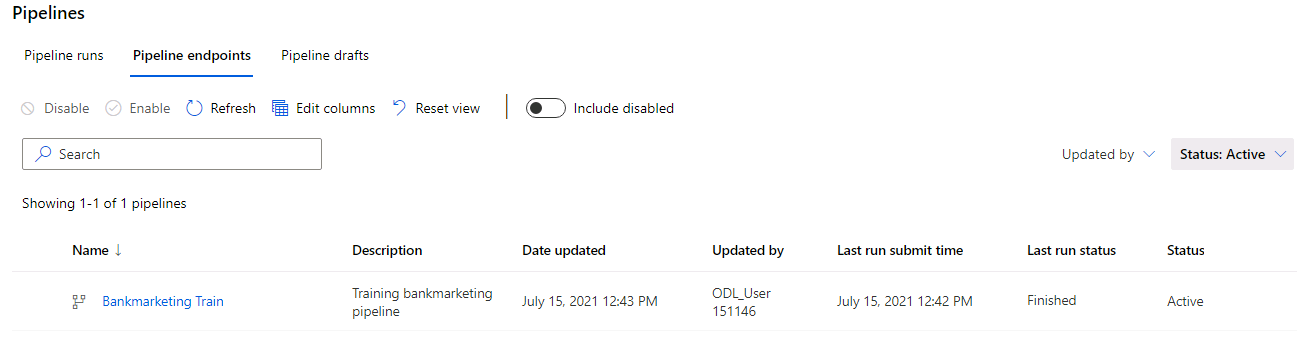 Pipelines
Pipeline runs Pipeline endpoints Pipeline drafts
Disable Enable Refresh Edit columns Reset view Include disabled
Search Updated by Status: Active
Showing 1-1 of 1 pipelines
Name ↓ Description Date updated Updated by Last run submit time Last run status Status
Bankmarketing Train Training bankmarketing pipeline July 15, 2021 12:43 PM ODL_User 151146 July 15, 2021 12:42 PM Finished Active